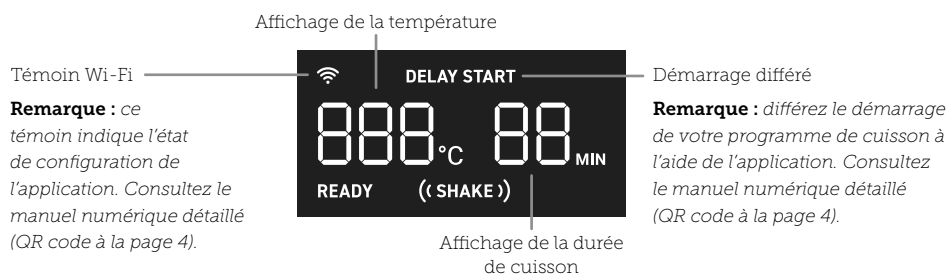 Affichage de la température
Témoin Wi-Fi
Remarque : ce
témoin indique l'état
de configuration de
l'application. Consultez le
manuel numérique détaillé
(QR code à la page 4).
DELAY START
888 °C 88 MIN
READY ((SHAKE))
Démarrage différé
Remarque : différez le démarrage
de votre programme de cuisson à
l'aide de l'application. Consultez
le manuel numérique détaillé
(QR code à la page 4).
Affichage de la durée
de cuisson